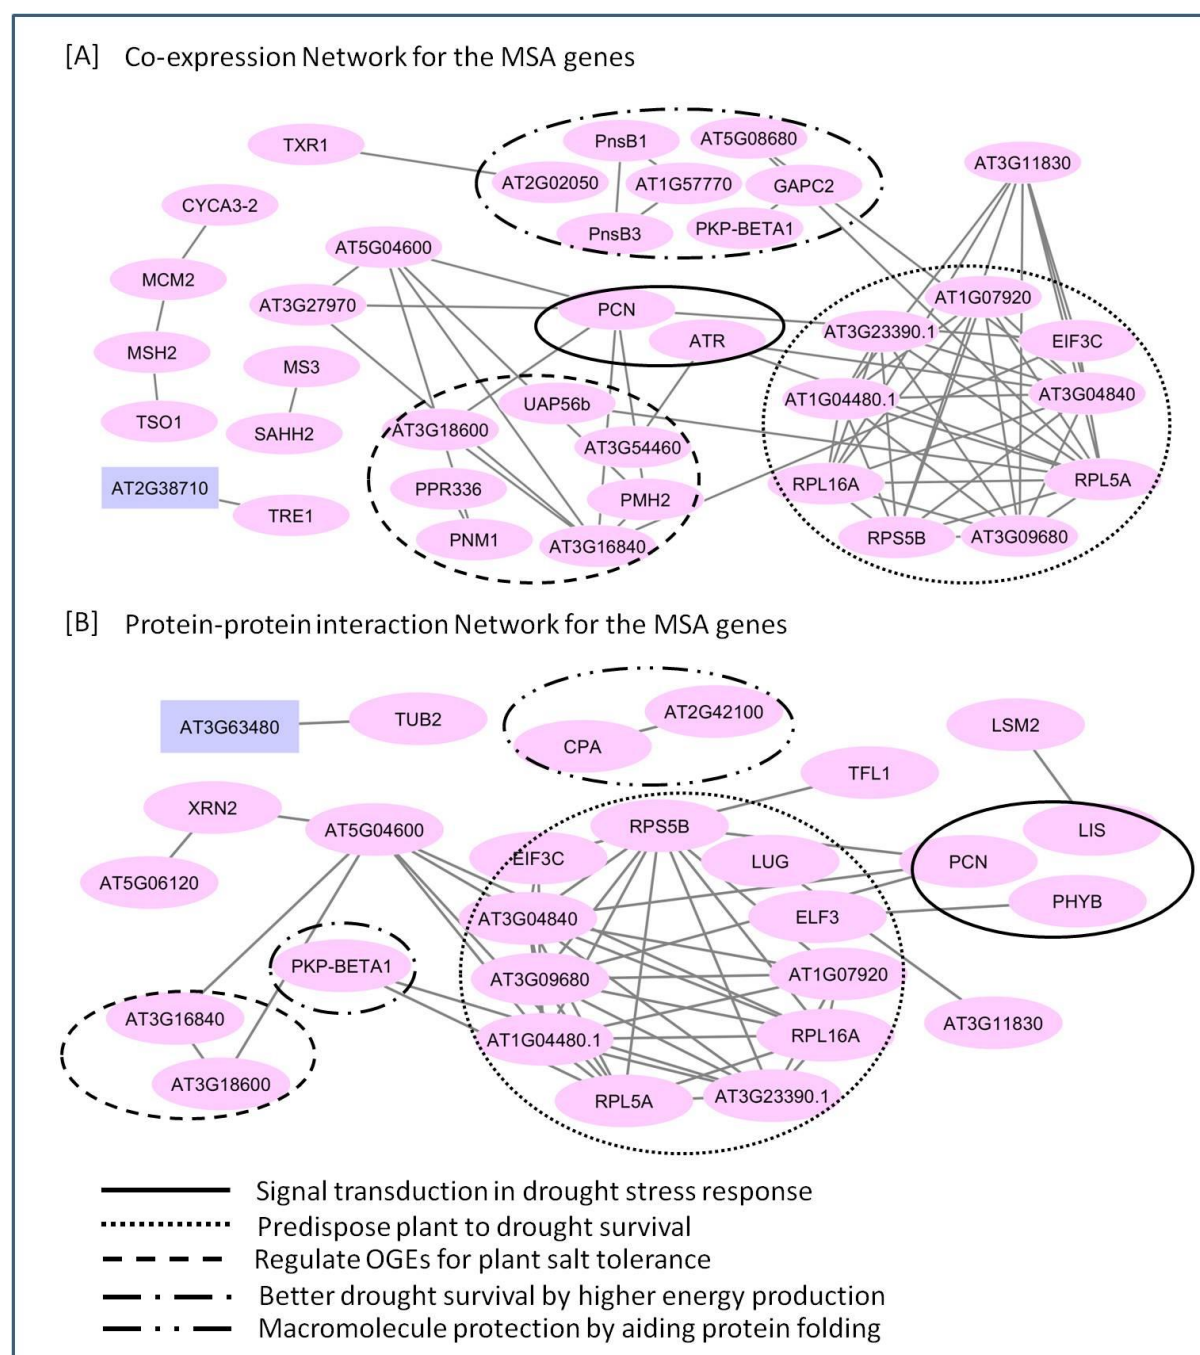 [A] Co-expression Network for the MSA genes
TXR1
PnsB1
AT5G08680
AT3G11830
AT2G02050
AT1G57770
GAPC2
CYCA3-2
PnsB3
PKP-BETA1
AT5G04600
MCM2
AT3G27970
PCN
AT1G07920
AT3G23390.1
EIF3C
ATR
MSH2
MS3
AT1G04480.1
AT3G04840
UAP56b
TSO1
SAHH2
AT3G18600
AT3G54460
AT2G38710
PPR336
PMH2
RPL16A
RPL5A
TRE1
PNM1
AT3G16840
RPS5B
AT3G09680
[B] Protein-protein interaction Network for the MSA genes
AT3G63480
TUB2
AT2G42100
CPA
LSM2
TFL1
XRN2
AT5G04600
RPS5B
LIS
EIF3C
LUG
PCN
AT5G06120
PHYB
AT3G04840
ELF3
PKP-BETA1
AT3G09680
AT1G07920
AT3G16840
AT1G04480.1
RPL16A
AT3G11830
AT3G18600
RPL5A
AT3G23390.1
Signal transduction in drought stress response
Predispose plant to drought survival
Regulate OGEs for plant salt tolerance
Better drought survival by higher energy production
Macromolecule protection by aiding protein folding